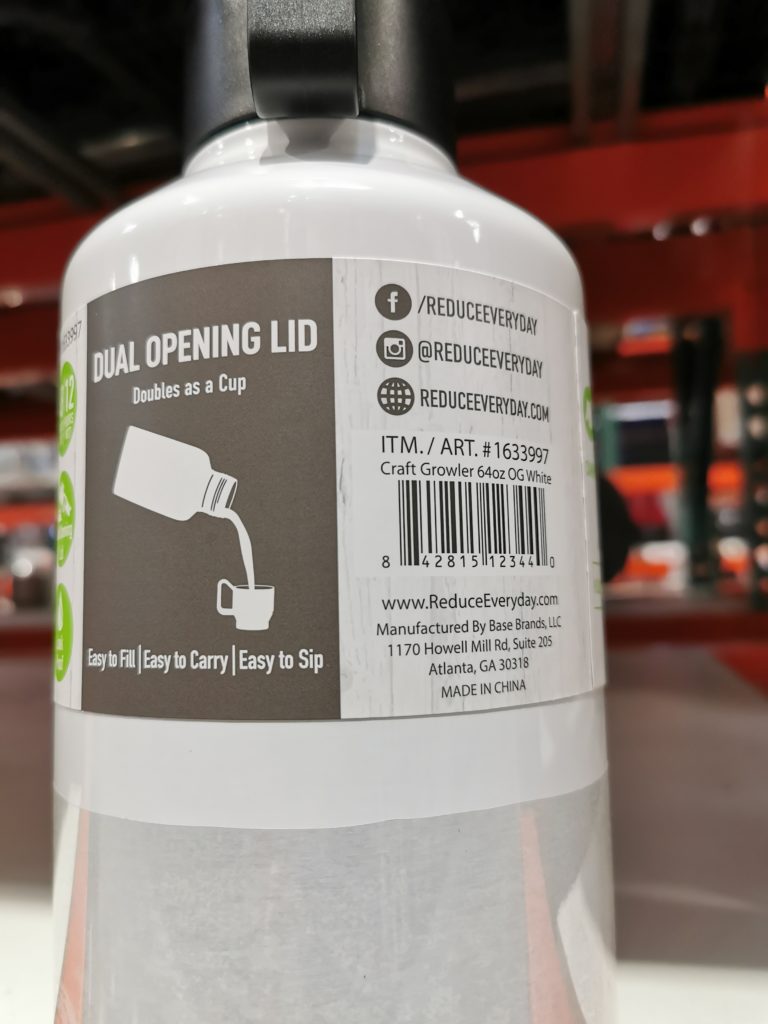 1633997
DUAL OPENING LID
Doubles as a Cup
Easy to Fill|Easy to Carry|Easy to Sip
/REDUCEEVERYDAY
@REDUCEEVERYDAY
REDUCEEVERYDAY.COM
ITM. / ART. #1633997
Craft Growler 64oz OG White
8 42815 12344 0
www.ReduceEveryday.com
Manufactured By Base Brands, LLC
1170 Howell Mill Rd, Suite 205
Atlanta, GA 30318
MADE IN CHINA